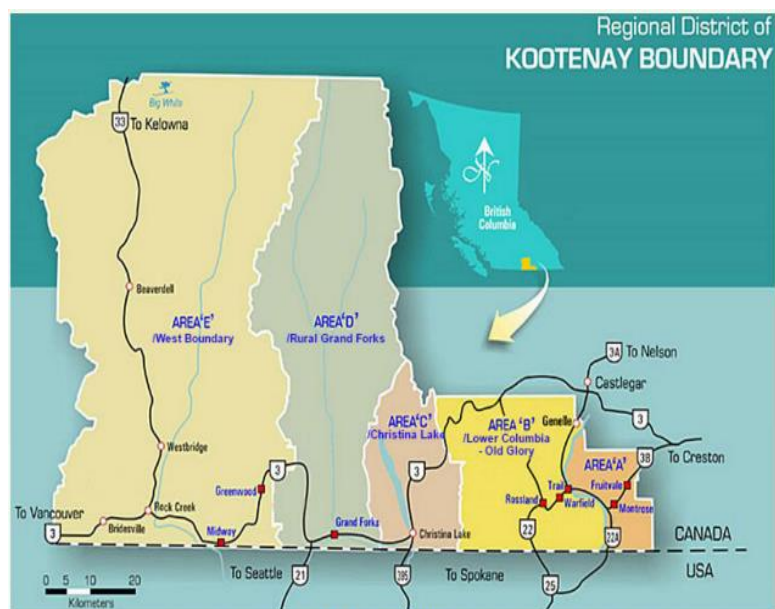 Regional District of
KOOTENAY BOUNDARY
Big White
33
To Kelowna
British
Columbia
Beaverdell
AREA'E'
/West Boundary
AREA'D'
/Rural Grand Forks
3A
To Nelson
Castlegar
AREA'C'
/Christina Lake
AREA 'B'
/Lower Columbia
- Old Glory
Genelle
3
To Creston
Westbridge
3
3
AREA'A'
3B
Greenwood
Trail
Fruitvale
Rossland
Warfield
Montrose
To Vancouver
Rock Creek
3
Bridesville
Midway
Grand Forks
Christina Lake
22
22A
CANADA
USA
To Seattle
21
395
To Spokane
25
0 5 10 20
Kilometers